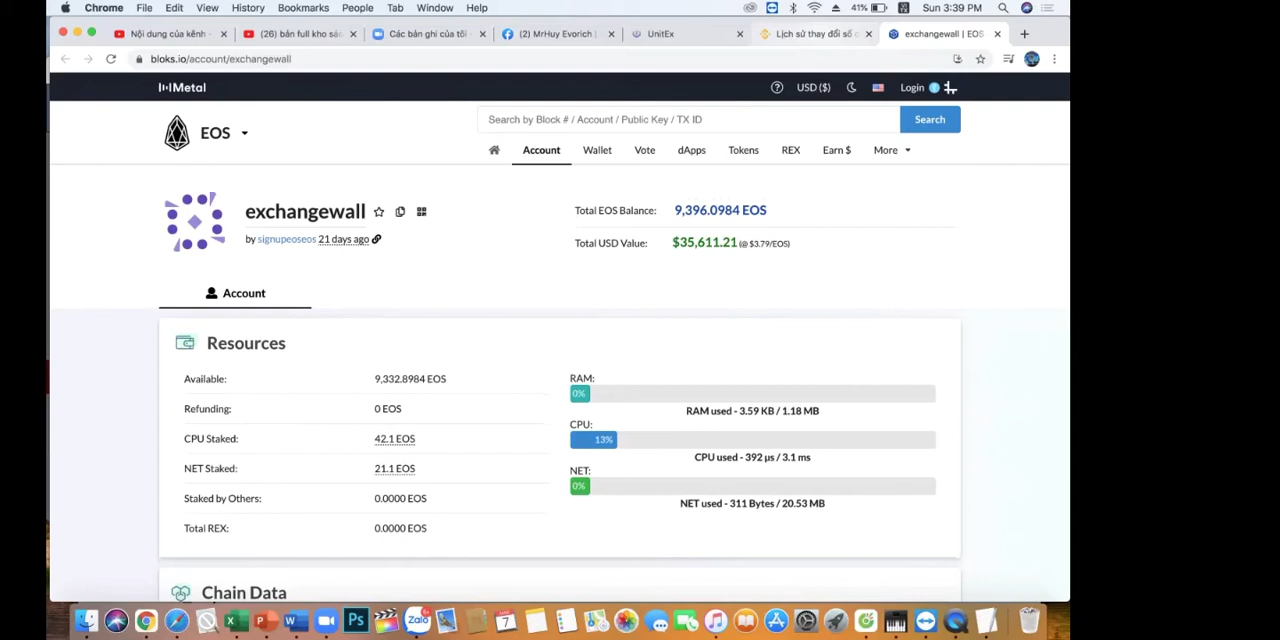 Chrome File Edit View History Bookmarks People Tab Window Help 41% Sun 3:39 PM
Nội dung của kênh - (26) bản full kho sác Các bản ghi của tôi - (2) MrHuy Evorich | UnitEx Lịch sử thay đổi số d exchangewall | EOS
bloks.io/account/exchangewall
Metal USD ($) Login
EOS Search by Block # / Account / Public Key / TX ID Search
Account Wallet Vote dApps Tokens REX Earn $ More
exchangewall Total EOS Balance: 9,396.0984 EOS
by signupeoseos 21 days ago Total USD Value: $35,611.21 (@ $3.79/EOS)
Account
Resources
Available: 9,332.8984 EOS RAM:
0%
Refunding: 0 EOS RAM used - 3.59 KB / 1.18 MB
CPU:
CPU Staked: 42.1 EOS 13%
CPU used - 392 µs / 3.1 ms
NET Staked: 21.1 EOS NET:
0%
Staked by Others: 0.0000 EOS NET used - 311 Bytes / 20.53 MB
Total REX: 0.0000 EOS
Chain Data
Zalo Ps 7